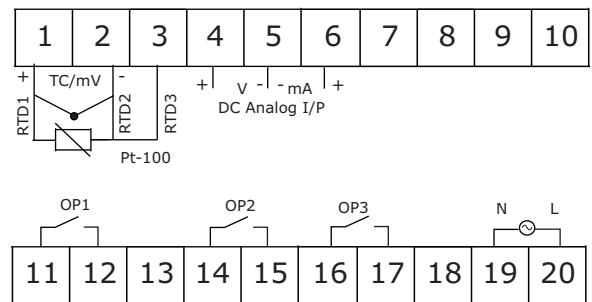 1 2 3 4 5 6 7 8 9 10
+ TC/mV - + V - - mA +
DC Analog I/P
RTD1 RTD2 RTD3
Pt-100
OP1 OP2 OP3 N L
11 12 13 14 15 16 17 18 19 20